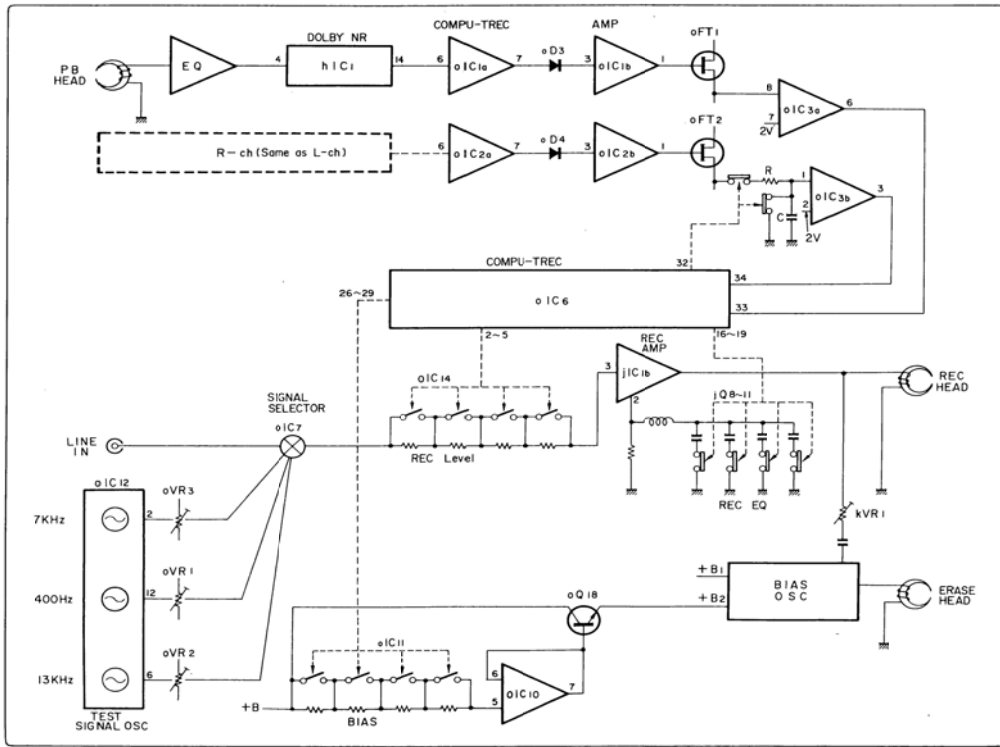 COMPU-TREC AMP
DOLBY NR
oFT1
PB HEAD
EQ
4
hIC1
14
6
oIC1a
7
oD3
3
oIC1b
1
8
oIC3a
6
7
2V
oFT2
R-ch (Same as L-ch)
6
oIC2a
7
oD4
3
oIC2b
1
R
1
oIC3b
3
2
C
2V
COMPU-TREC
32
26~29
oIC6
34
33
2~5
16~19
REC AMP
oIC14
3
jIC1b
2
jQ8~11
REC HEAD
SIGNAL SELECTOR
oIC7
LINE IN
REC Level
REC EQ
oIC12
oVR3
7KHz
2
kVR1
oVR1
400Hz
12
+B1
BIAS OSC
+B2
ERASE HEAD
oQ18
oVR2
13KHz
6
oIC11
6
oIC10
7
5
+B
BIAS
TEST SIGNAL OSC